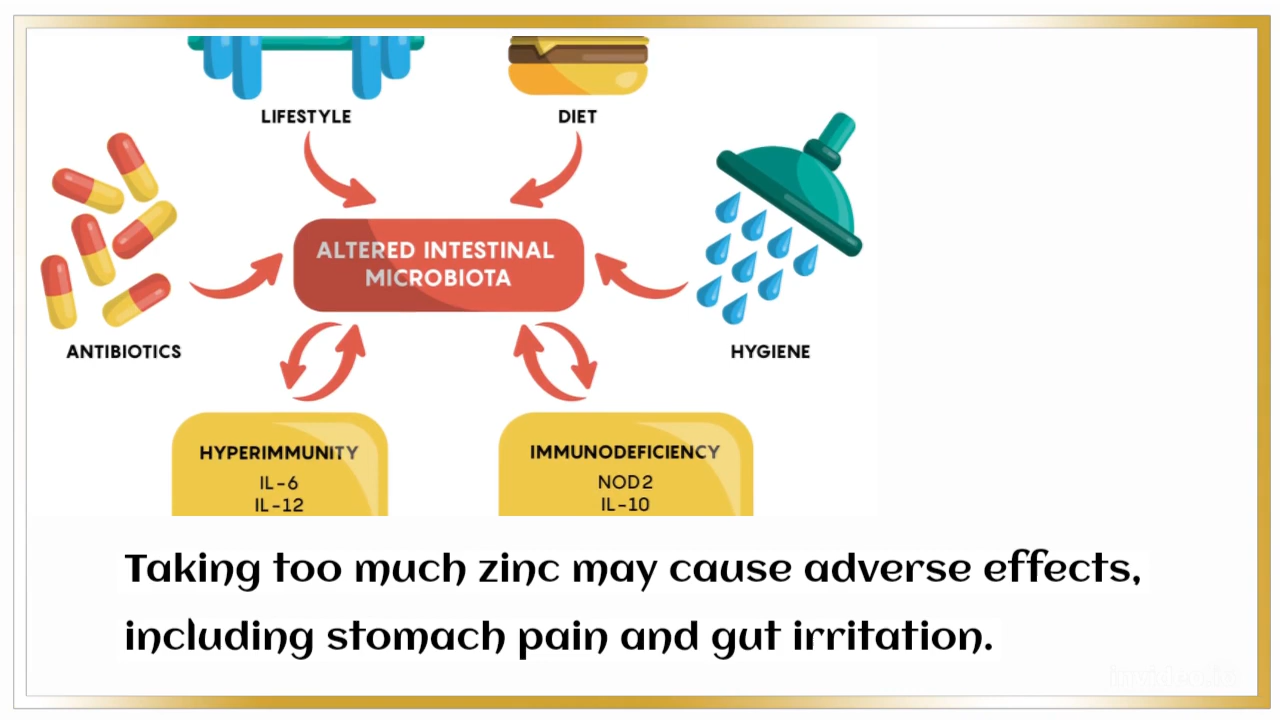 LIFESTYLE
DIET
ALTERED INTESTINAL
MICROBIOTA
ANTIBIOTICS
HYGIENE
HYPERIMMUNITY
IL-6
IL-12
IMMUNODEFICIENCY
NOD2
IL-10
Taking too much zinc may cause adverse effects,
including stomach pain and gut irritation.